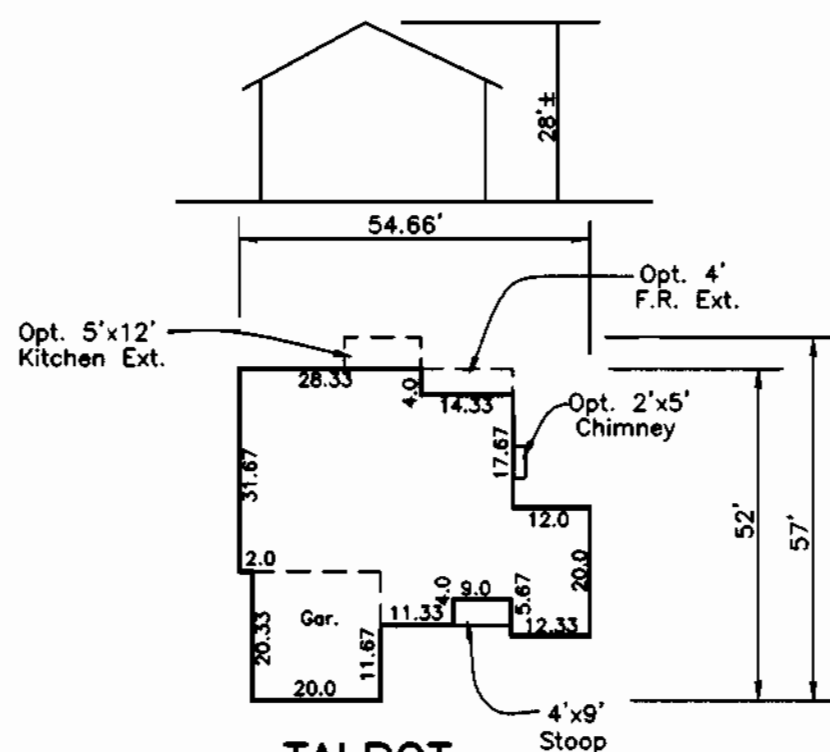 28'±
54.66'
Opt. 4'
F.R. Ext.
Opt. 5'x12'
Kitchen Ext.
28.33
4.0
14.33
Opt. 2'x5'
Chimney
17.67
31.67
12.0
52'
57'
2.0
20.0
4.0
9.0
5.67
11.33
12.33
Gar.
20.33
11.67
20.0
4'x9'
Stoop
TALBOT